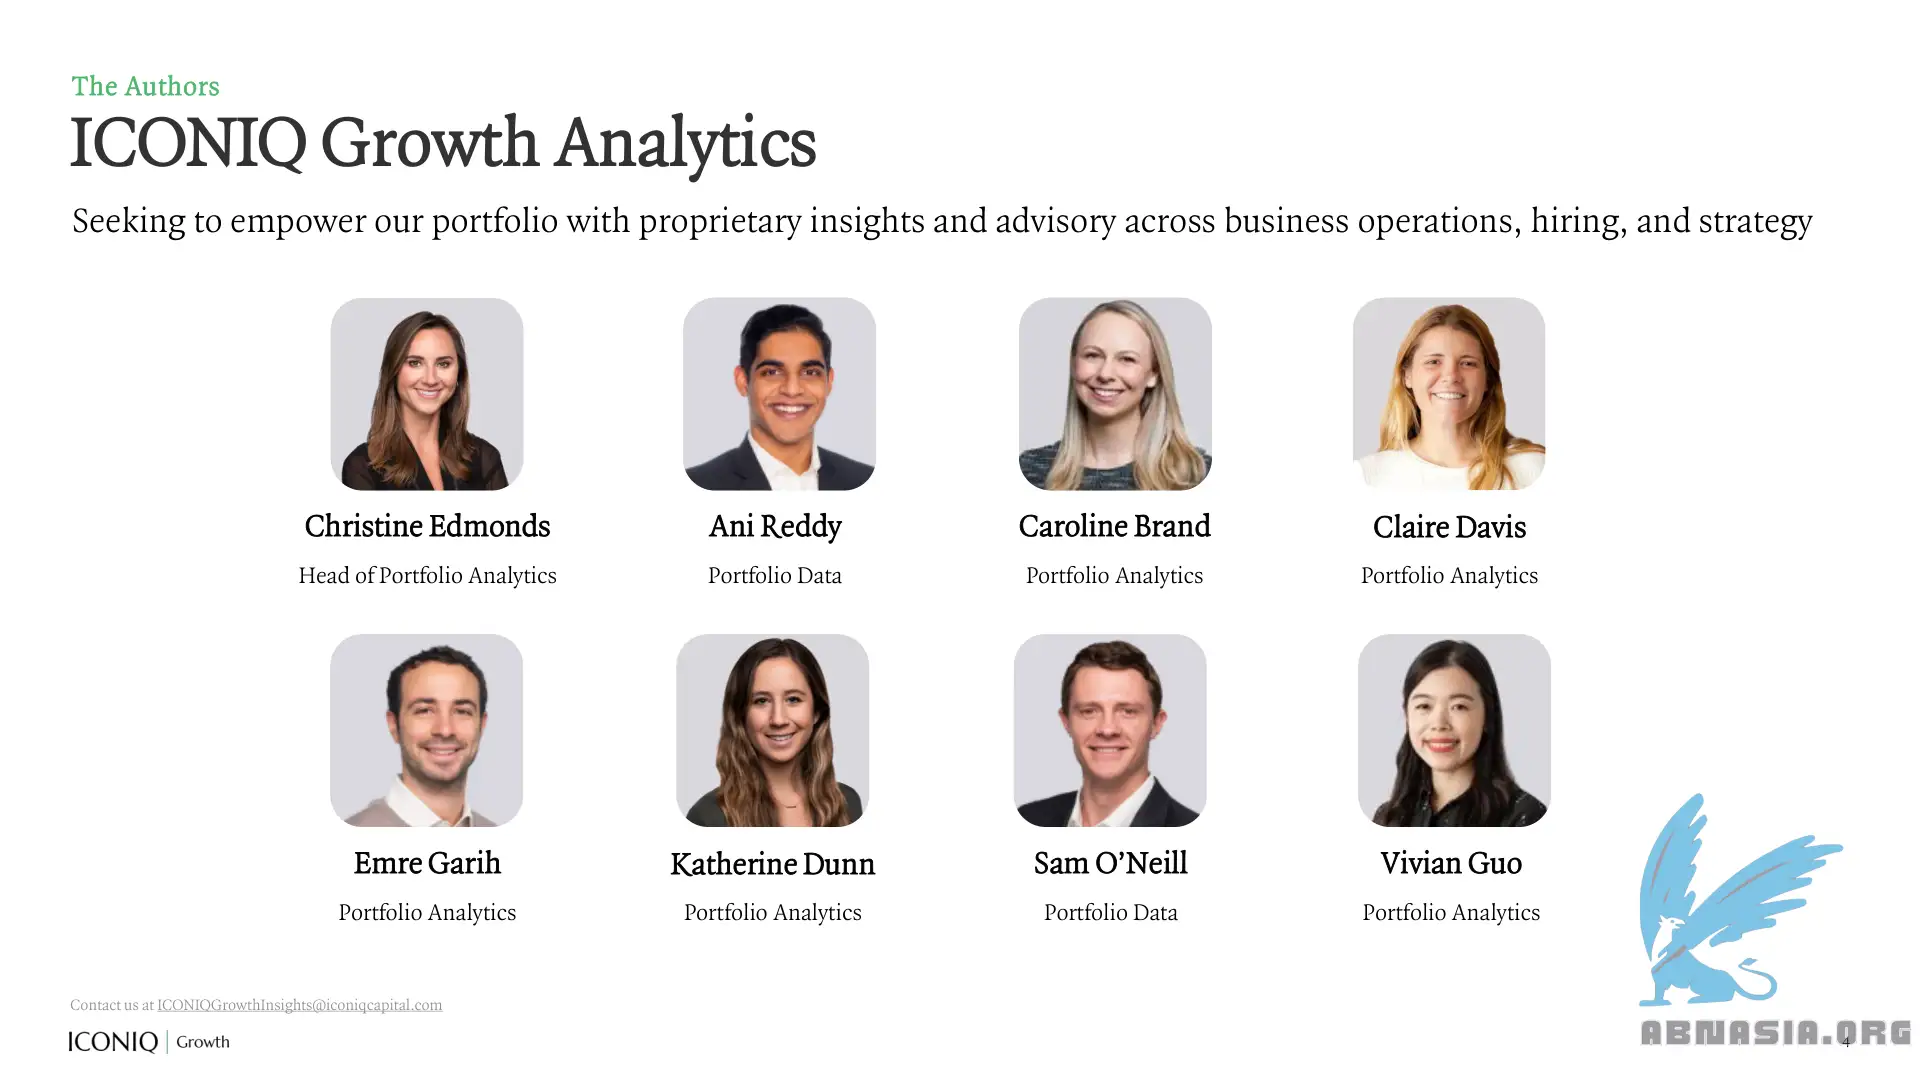 The Authors
ICONIQ Growth Analytics
Seeking to empower our portfolio with proprietary insights and advisory across business operations, hiring, and strategy
Christine Edmonds
Head of Portfolio Analytics
Ani Reddy
Portfolio Data
Caroline Brand
Portfolio Analytics
Claire Davis
Portfolio Analytics
Emre Garih
Portfolio Analytics
Katherine Dunn
Portfolio Analytics
Sam O’Neill
Portfolio Data
Vivian Guo
Portfolio Analytics
Contact us at ICONIQGrowthInsights@iconiqcapital.com
ICONIQ | Growth
ABNASIA.ORG
4